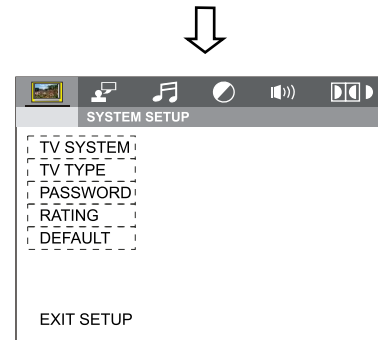 SYSTEM SETUP
TV SYSTEM
TV TYPE
PASSWORD
RATING
DEFAULT
EXIT SETUP